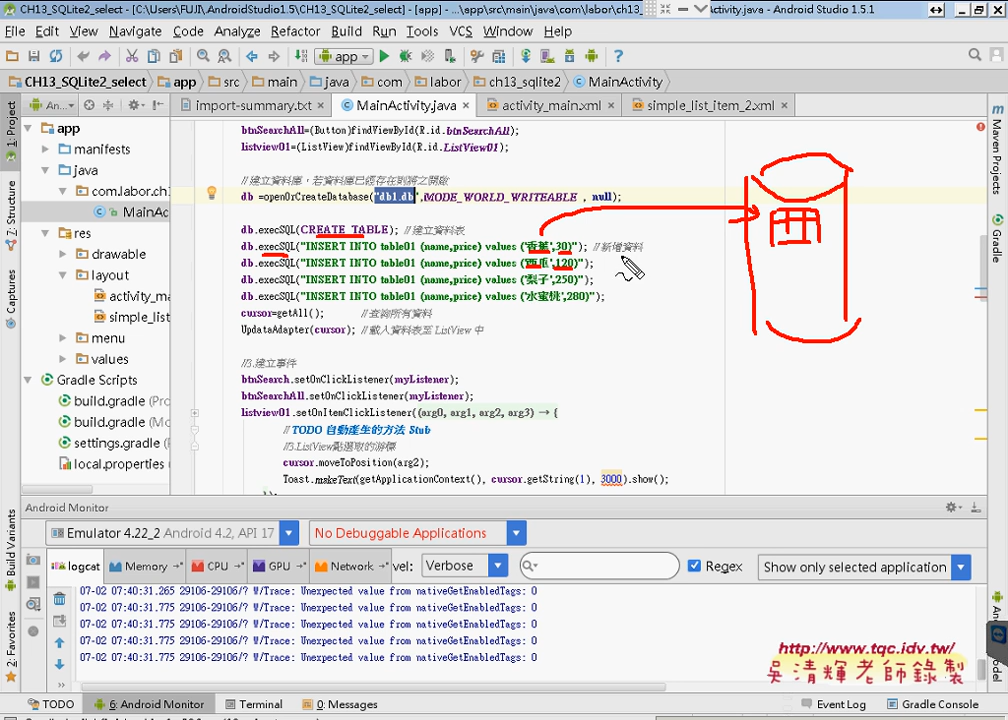 CH13_SQLite2_select - [C:\Users\FUJI\.AndroidStudio1.5\CH13_SQLite2_select] - [app] - ...\app\src\main\java\com\labor\ch13_
Activity.java - Android Studio 1.5.1
File Edit View Navigate Code Analyze Refactor Build Run Tools VCS Window Help
app
CH13_SQLite2_select app src main java com labor ch13_sqlite2 MainActivity
An...
import-summary.txt MainActivity.java activity_main.xml simple_list_item_2.xml
1: Project
7: Structure
Captures
Build Variants
2: Favorites
Maven Projects
Gradle
app
manifests
java
com.labor.ch1
MainAc
res
drawable
layout
activity_ma
simple_list
menu
values
Gradle Scripts
build.gradle (Pro
build.gradle (Mo
settings.gradle
local.properties
btnSearchAll=(Button)findViewById(R.id.btnSearchAll);
listview01=(ListView)findViewById(R.id.ListView01);
//建立資料庫，若資料庫已經存在則將之開啟
db =openOrCreateDatabase("db1.db",MODE_WORLD_WRITEABLE , null);
db.execSQL(CREATE_TABLE); //建立資料表
db.execSQL("INSERT INTO table01 (name,price) values ('香蕉',30)"); //新增資料
db.execSQL("INSERT INTO table01 (name,price) values ('西瓜',120)");
db.execSQL("INSERT INTO table01 (name,price) values ('梨子',250)");
db.execSQL("INSERT INTO table01 (name,price) values ('水蜜桃',280)");
cursor=getAll(); //查詢所有資料
UpdataAdapter(cursor); //載入資料表至 ListView 中
//3.建立事件
btnSearch.setOnClickListener(myListener);
btnSearchAll.setOnClickListener(myListener);
listview01.setOnItemClickListener((arg0, arg1, arg2, arg3) → {
// TODO 自動產生的方法 Stub
//3.ListView點選取的游標
cursor.moveToPosition(arg2);
Toast.makeText(getApplicationContext(), cursor.getString(1), 3000).show();
});
Android Monitor
Emulator 4.22_2 Android 4.2, API 17 No Debuggable Applications
logcat Memory CPU GPU Network vel: Verbose Regex Show only selected application
07-02 07:40:31.265 29106-29106/? W/Trace: Unexpected value from nativeGetEnabledTags: 0
07-02 07:40:31.775 29106-29106/? W/Trace: Unexpected value from nativeGetEnabledTags: 0
07-02 07:40:31.775 29106-29106/? W/Trace: Unexpected value from nativeGetEnabledTags: 0
07-02 07:40:31.775 29106-29106/? W/Trace: Unexpected value from nativeGetEnabledTags: 0
07-02 07:40:31.775 29106-29106/? W/Trace: Unexpected value from nativeGetEnabledTags: 0
http://www.tqc.idv.tw/
吳清輝老師錄製
TODO 6: Android Monitor Terminal 0: Messages Event Log Gradle Console